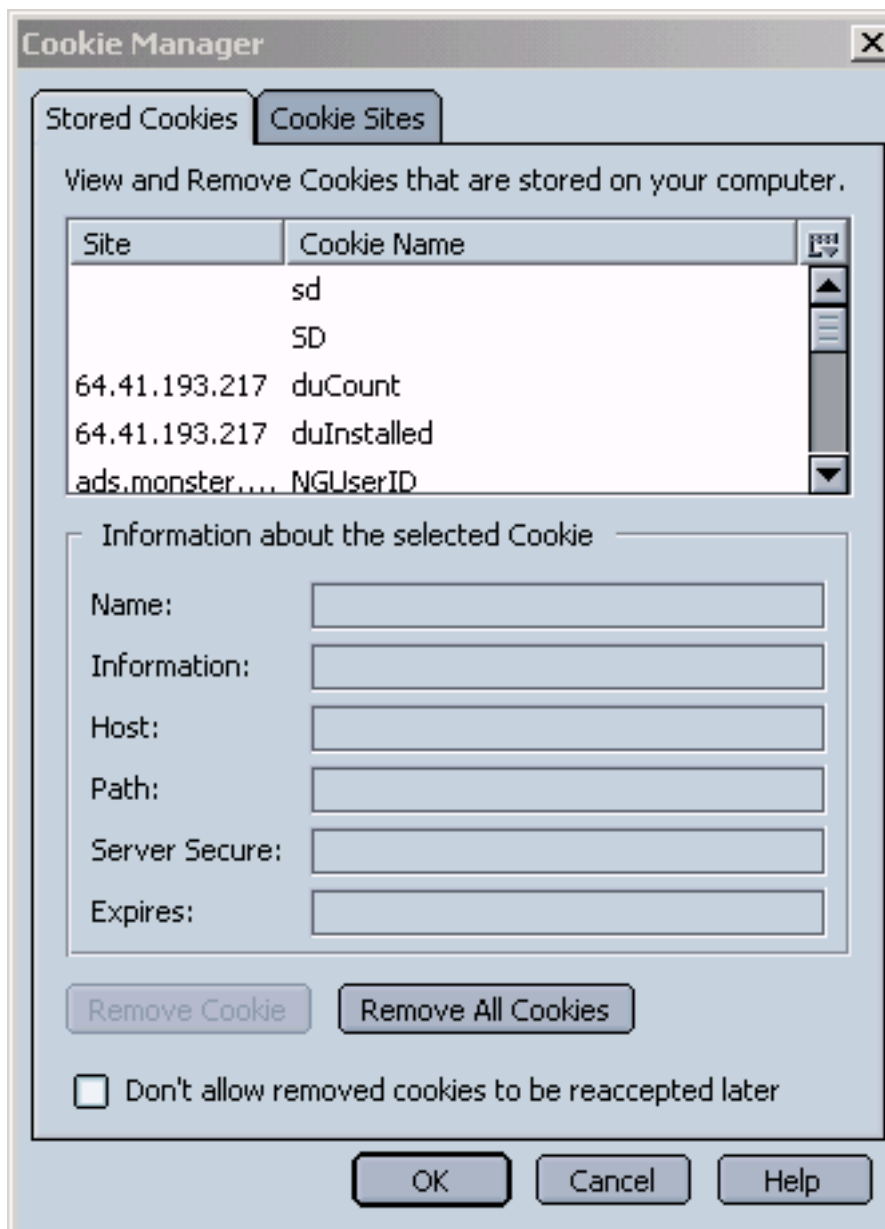 Cookie Manager
Stored Cookies Cookie Sites
View and Remove Cookies that are stored on your computer.
Site Cookie Name
sd
SD
64.41.193.217 duCount
64.41.193.217 duInstalled
ads.monster.... NGUserID
Information about the selected Cookie
Name:
Information:
Host:
Path:
Server Secure:
Expires:
Remove Cookie Remove All Cookies
Don't allow removed cookies to be reaccepted later
OK Cancel Help